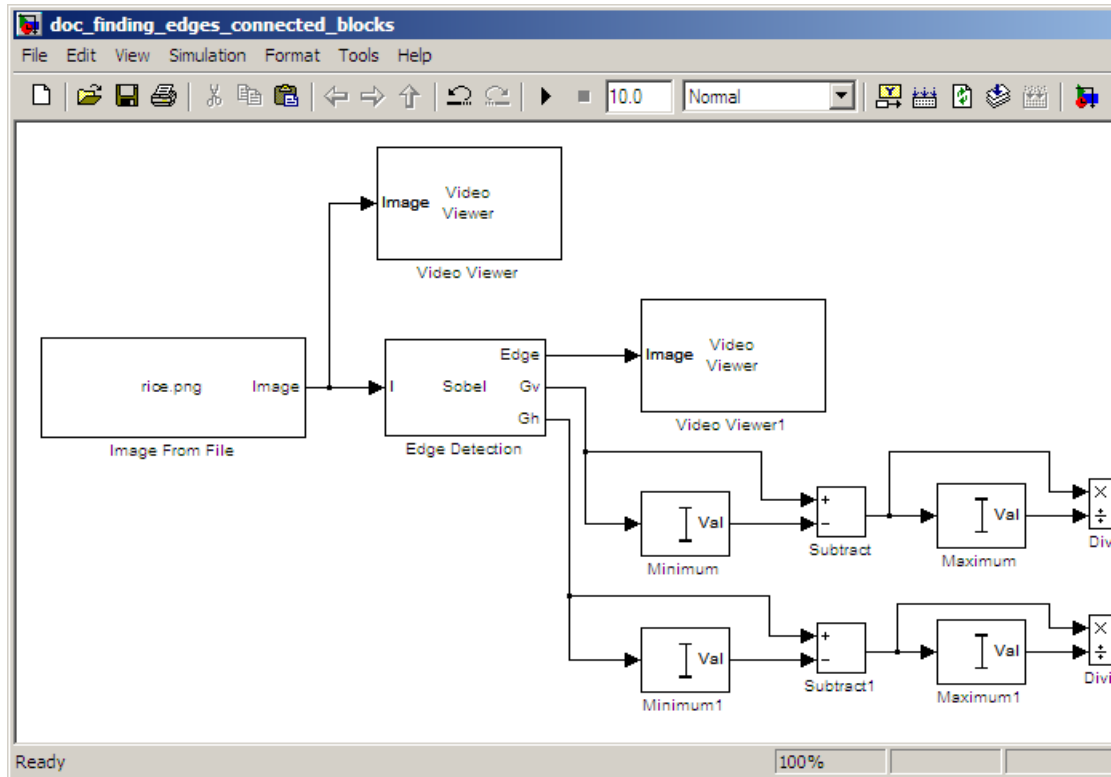 doc_finding_edges_connected_blocks
File Edit View Simulation Format Tools Help
10.0 Normal
Video
Viewer
Image
Video Viewer
rice.png Image
Image From File
I Sobel Edge
Gv
Gh
Edge Detection
Image Video
Viewer
Video Viewer1
Val
Minimum
+
−
Subtract
Val
Maximum
×
÷
Div
Val
Minimum1
+
−
Subtract1
Val
Maximum1
×
÷
Divi
Ready 100%